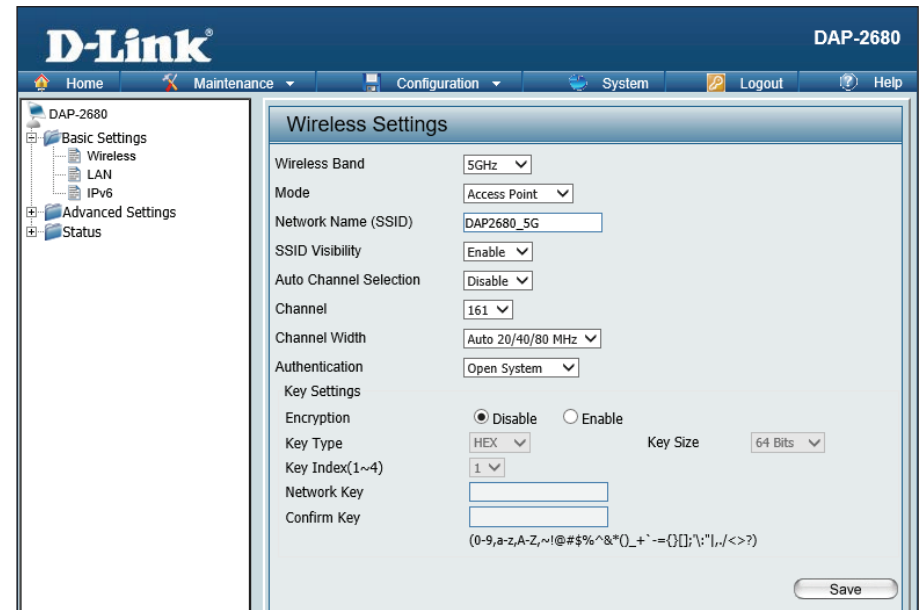 D-Link®
DAP-2680
Home Maintenance Configuration System Logout Help
DAP-2680
Basic Settings
Wireless
LAN
IPv6
Advanced Settings
Status
Wireless Settings
Wireless Band 5GHz
Mode Access Point
Network Name (SSID) DAP2680_5G
SSID Visibility Enable
Auto Channel Selection Disable
Channel 161
Channel Width Auto 20/40/80 MHz
Authentication Open System
Key Settings
Encryption Disable Enable
Key Type HEX Key Size 64 Bits
Key Index(1~4) 1
Network Key
Confirm Key
(0-9,a-z,A-Z,~!@#$%^&*()_+`-={}[];'\:"|,./<>?)
Save